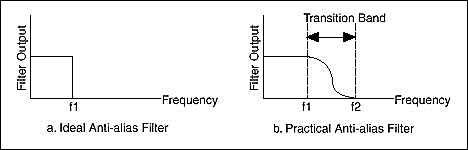 Filter Output
f1
Frequency
a. Ideal Anti-alias Filter
Transition Band
Filter Output
f1
f2
Frequency
b. Practical Anti-alias Filter